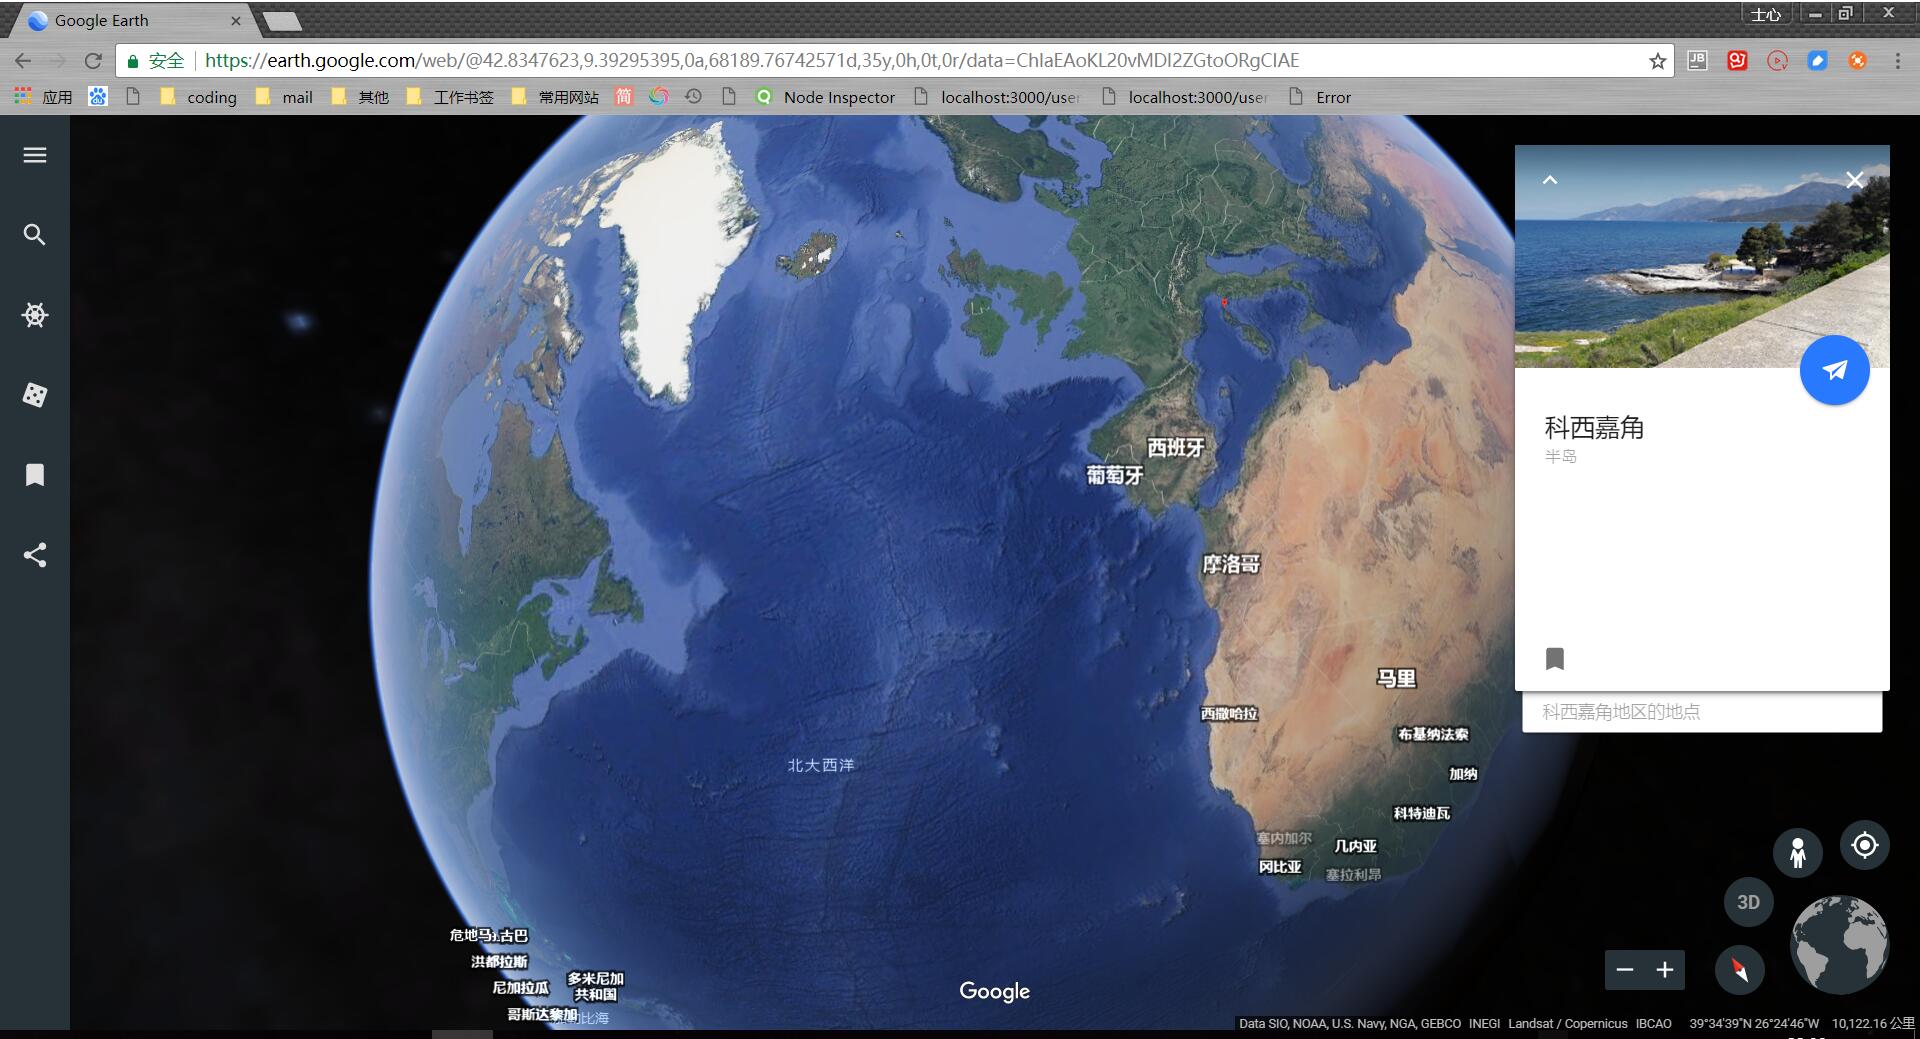 Google Earth
士心
安全
https://earth.google.com/web/@42.8347623,9.39295395,0a,68189.76742571d,35y,0h,0t,0r/data=ChIaEAoKL20vMDI2ZGtoORgCIAE
应用
coding
mail
其他
工作书签
常用网站
简
Node Inspector
localhost:3000/user
localhost:3000/user
Error
科西嘉角
半岛
科西嘉角地区的地点
西班牙
葡萄牙
摩洛哥
马里
西撒哈拉
布基纳法索
北大西洋
加纳
科特迪瓦
塞内加尔
几内亚
冈比亚
塞拉利昂
3D
危地马
古巴
洪都拉斯
多米尼加
共和国
尼加拉瓜
哥斯达黎加
比海
Google
Data SIO, NOAA, U.S. Navy, NGA, GEBCO INEGI Landsat / Copernicus IBCAO 39°34'39"N 26°24'46"W 10,122.16 公里